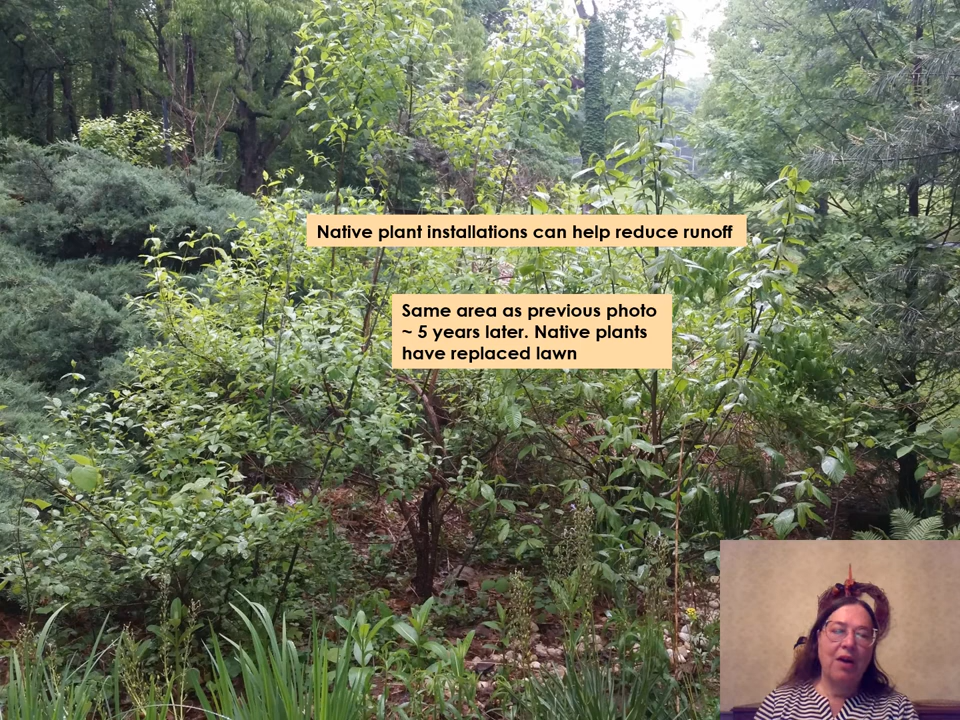 Native plant installations can help reduce runoff
Same area as previous photo
~ 5 years later. Native plants
have replaced lawn